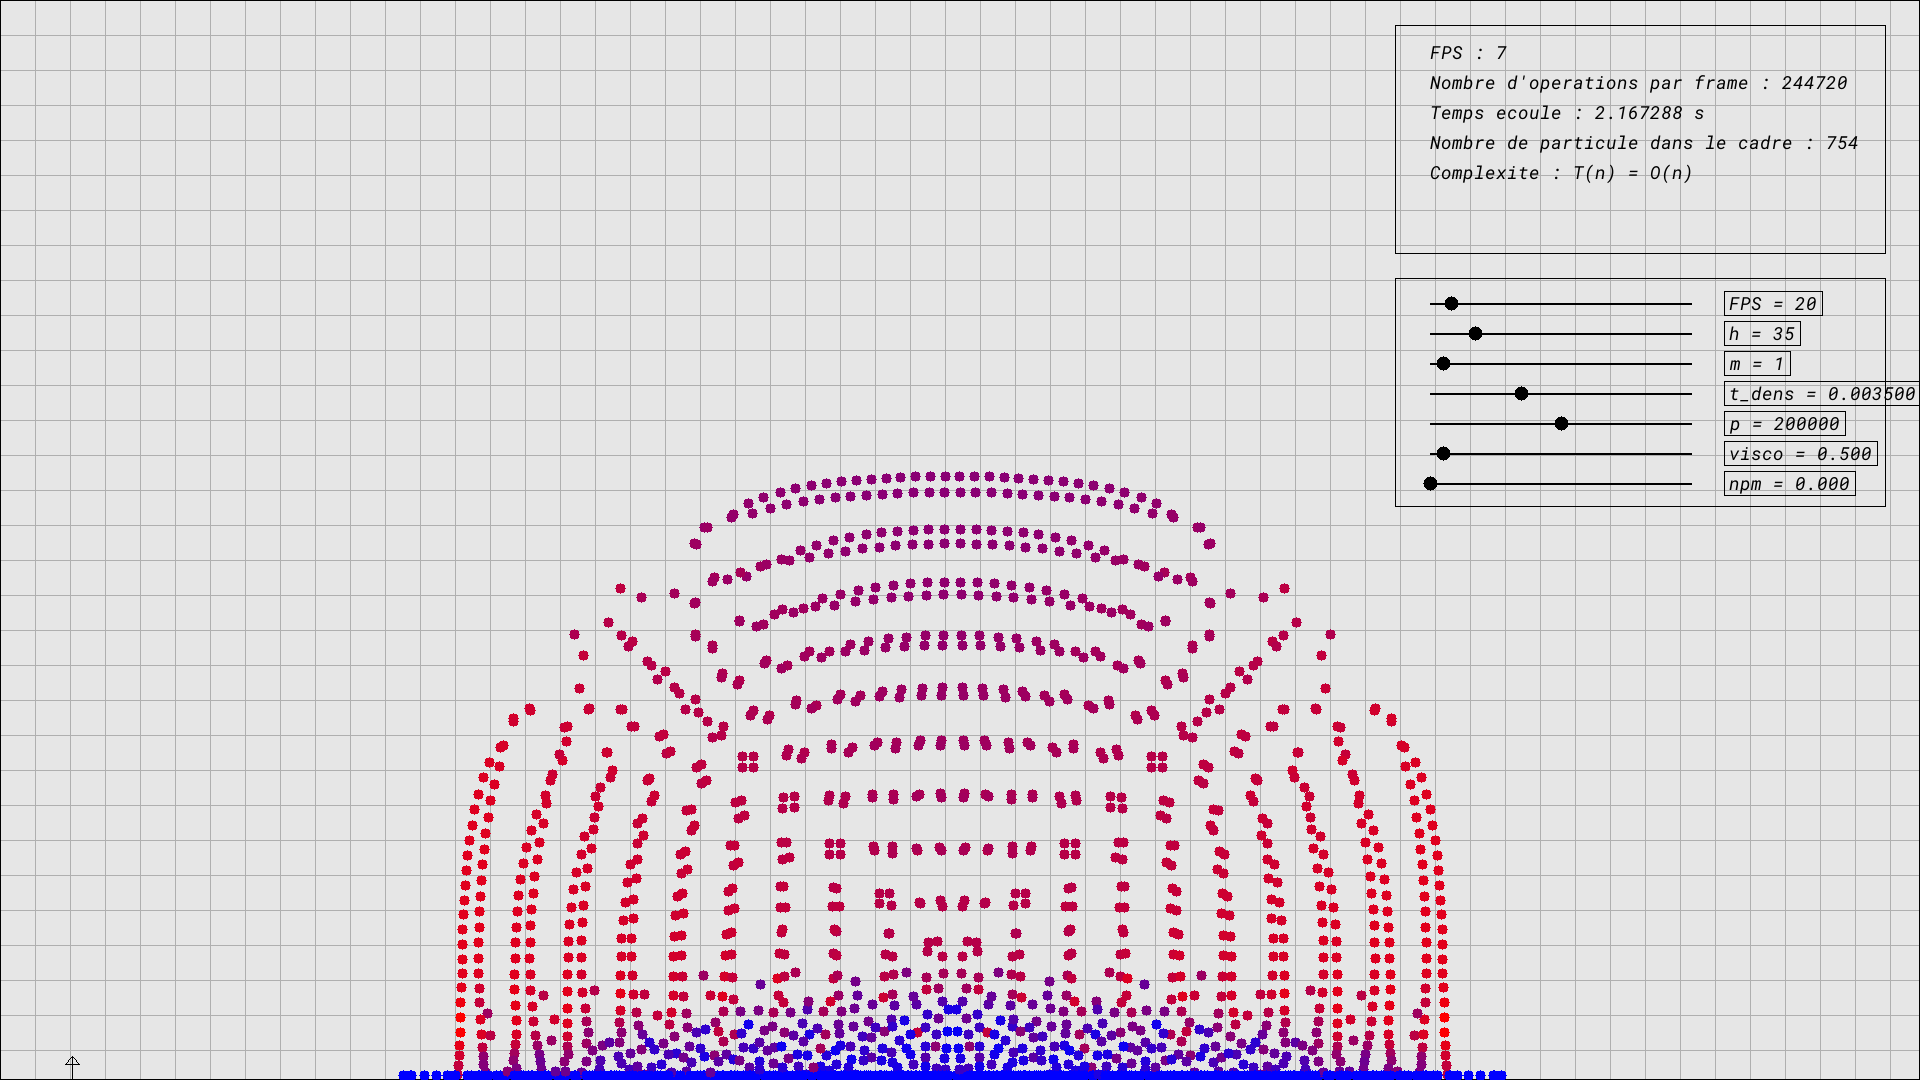 FPS : 7
Nombre d'operations par frame : 244720
Temps ecoule : 2.167288 s
Nombre de particule dans le cadre : 754
Complexite : T(n) = O(n)
FPS = 20
h = 35
m = 1
t_dens = 0.003500
p = 200000
visco = 0.500
npm = 0.000